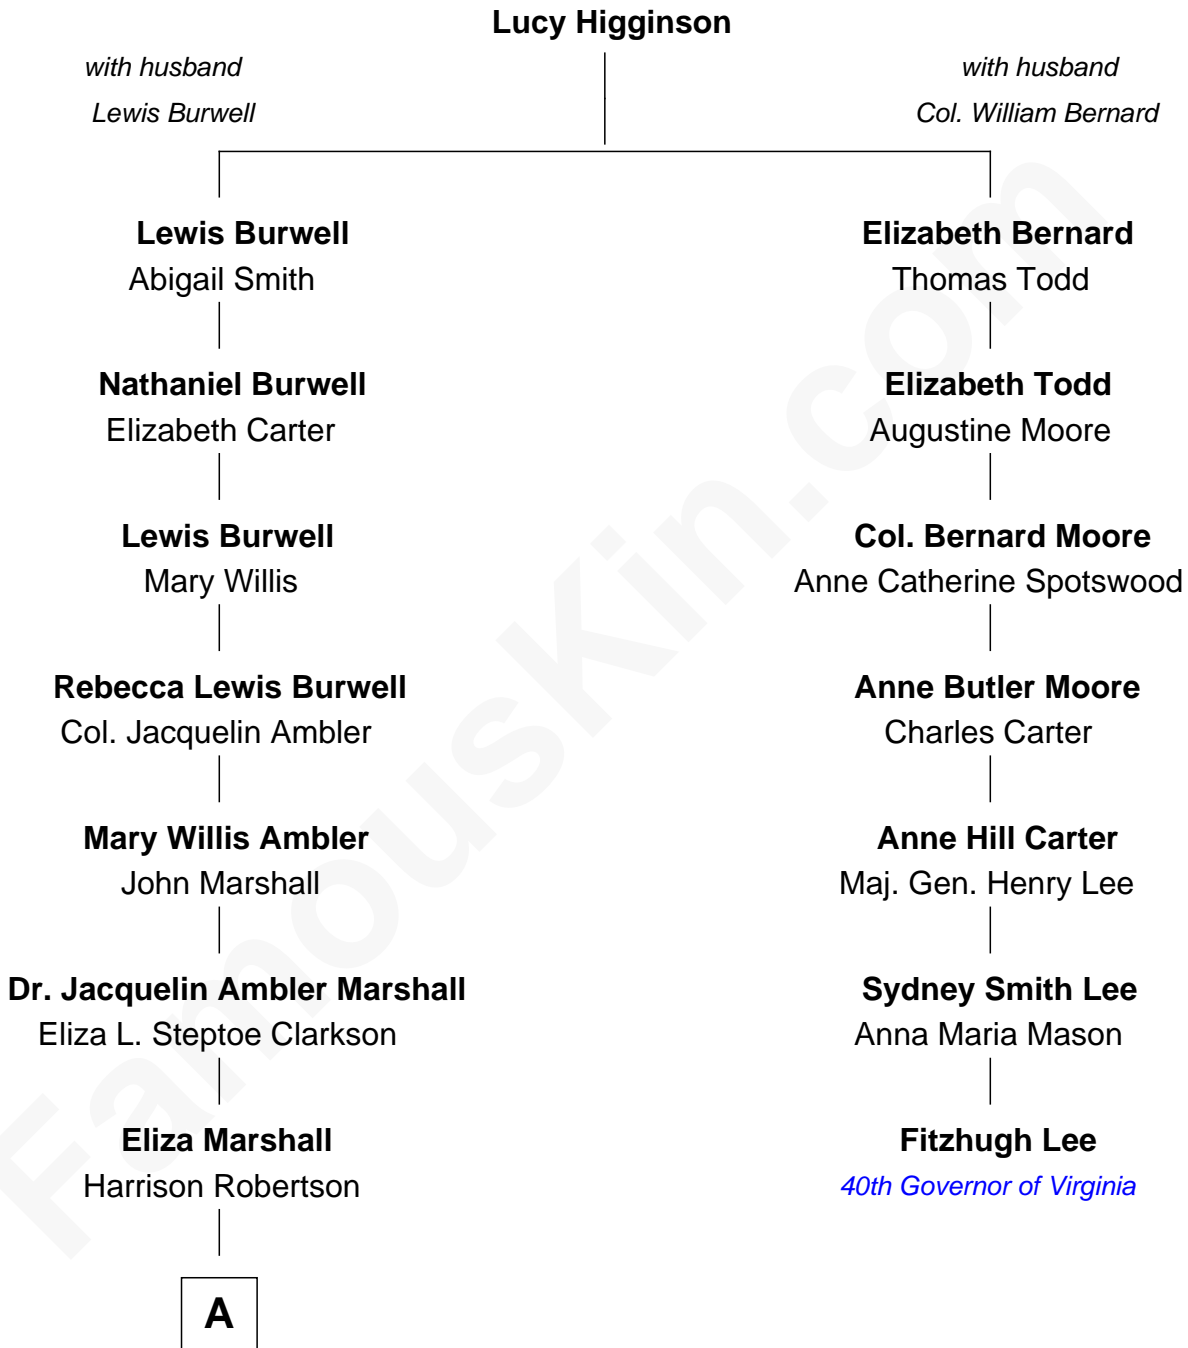 Lucy Higginson
with husband
Lewis Burwell
with husband
Col. William Bernard
Lewis Burwell
Abigail Smith
Elizabeth Bernard
Thomas Todd
Nathaniel Burwell
Elizabeth Carter
Elizabeth Todd
Augustine Moore
Lewis Burwell
Mary Willis
Col. Bernard Moore
Anne Catherine Spotswood
Rebecca Lewis Burwell
Col. Jacquelin Ambler
Anne Butler Moore
Charles Carter
Mary Willis Ambler
John Marshall
Anne Hill Carter
Maj. Gen. Henry Lee
Dr. Jacquelin Ambler Marshall
Eliza L. Steptoe Clarkson
Sydney Smith Lee
Anna Maria Mason
Eliza Marshall
Harrison Robertson
Fitzhugh Lee
40th Governor of Virginia
A
FamousKin.com